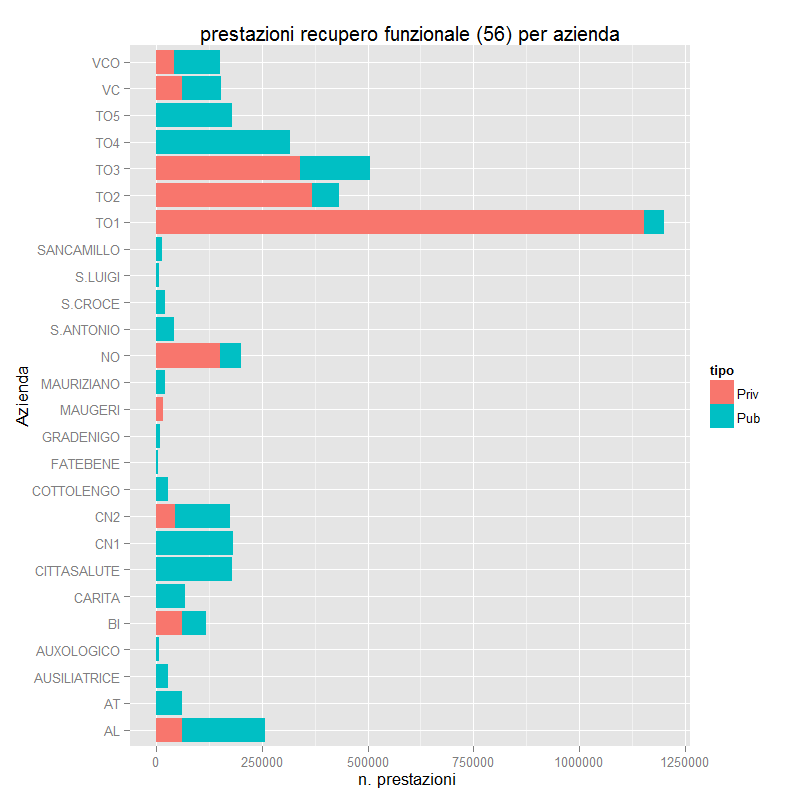 prestazioni recupero funzionale (56) per azienda
VCO
VC
TO5
TO4
TO3
TO2
TO1
SANCAMILLO
S.LUIGI
S.CROCE
S.ANTONIO
NO
MAURIZIANO
MAUGERI
GRADENIGO
FATEBENE
COTTOLENGO
CN2
CN1
CITTASALUTE
CARITA
BI
AUXOLOGICO
AUSILIATRICE
AT
AL
Azienda
0 250000 500000 750000 1000000 1250000
n. prestazioni
tipo
Priv
Pub